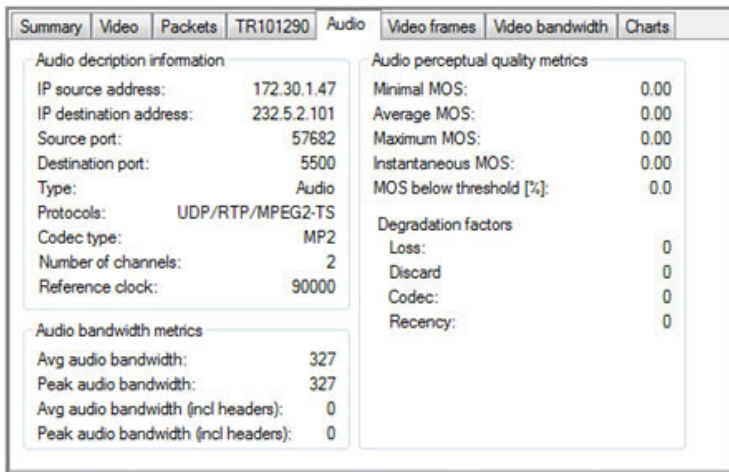 Summary Video Packets TR101290 Audio Video frames Video bandwidth Charts
Audio decription information
IP source address: 172.30.1.47
IP destination address: 232.5.2.101
Source port: 57682
Destination port: 5500
Type: Audio
Protocols: UDP/RTP/MPEG2-TS
Codec type: MP2
Number of channels: 2
Reference clock: 90000
Audio bandwidth metrics
Avg audio bandwidth: 327
Peak audio bandwidth: 327
Avg audio bandwidth (incl headers): 0
Peak audio bandwidth (incl headers): 0
Audio perceptual quality metrics
Minimal MOS: 0.00
Average MOS: 0.00
Maximum MOS: 0.00
Instantaneous MOS: 0.00
MOS below threshold [%]: 0.0
Degradation factors
Loss: 0
Discard 0
Codec: 0
Recency: 0